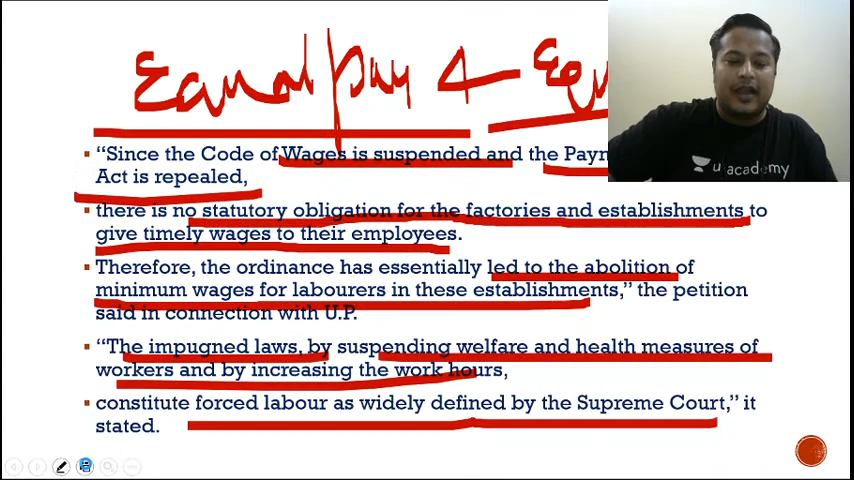 Equal pay 4
unacademy
"Since the Code of Wages is suspended and the
Act is repealed,
there is no statutory obligation for the factories and establishments to
give timely wages to their employees.
Therefore, the ordinance has essentially led to the abolition of
minimum wages for labourers in these establishments," the petition
said in connection with U.P.
"The impugned laws, by suspending welfare and health measures of
workers and by increasing the work hours,
constitute forced labour as widely defined by the Supreme Court," it
stated.